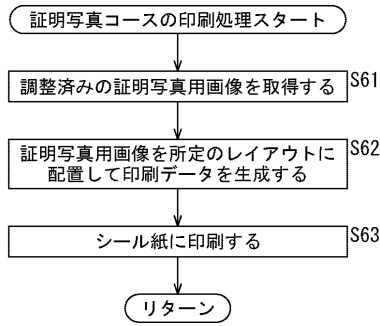 証明写真コースの印刷処理スタート
調整済みの証明写真用画像を取得する
S61
証明写真用画像を所定のレイアウトに
配置して印刷データを生成する
S62
シール紙に印刷する
S63
リターン